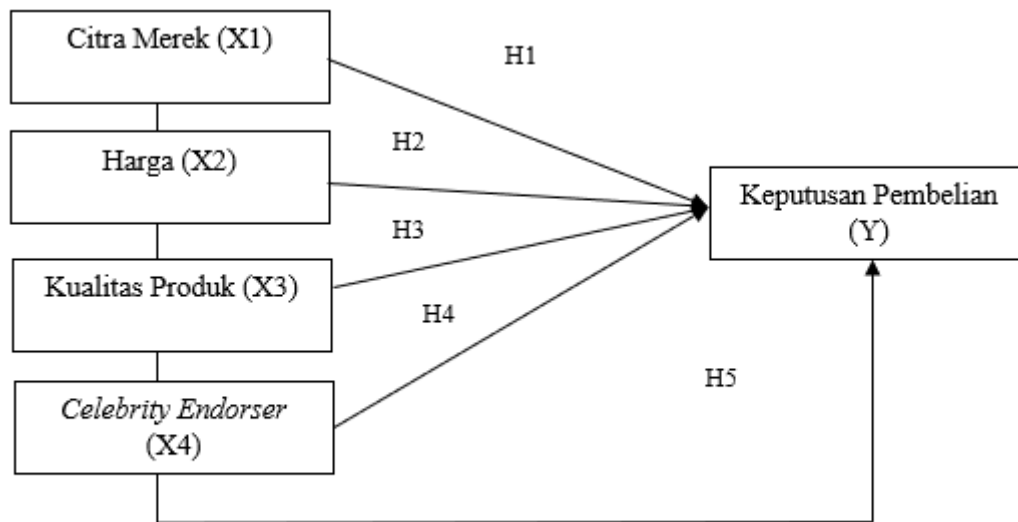 Citra Merek (X1)
H1
Harga (X2)
H2
Keputusan Pembelian
(Y)
H3
Kualitas Produk (X3)
H4
H5
Celebrity Endorser
(X4)